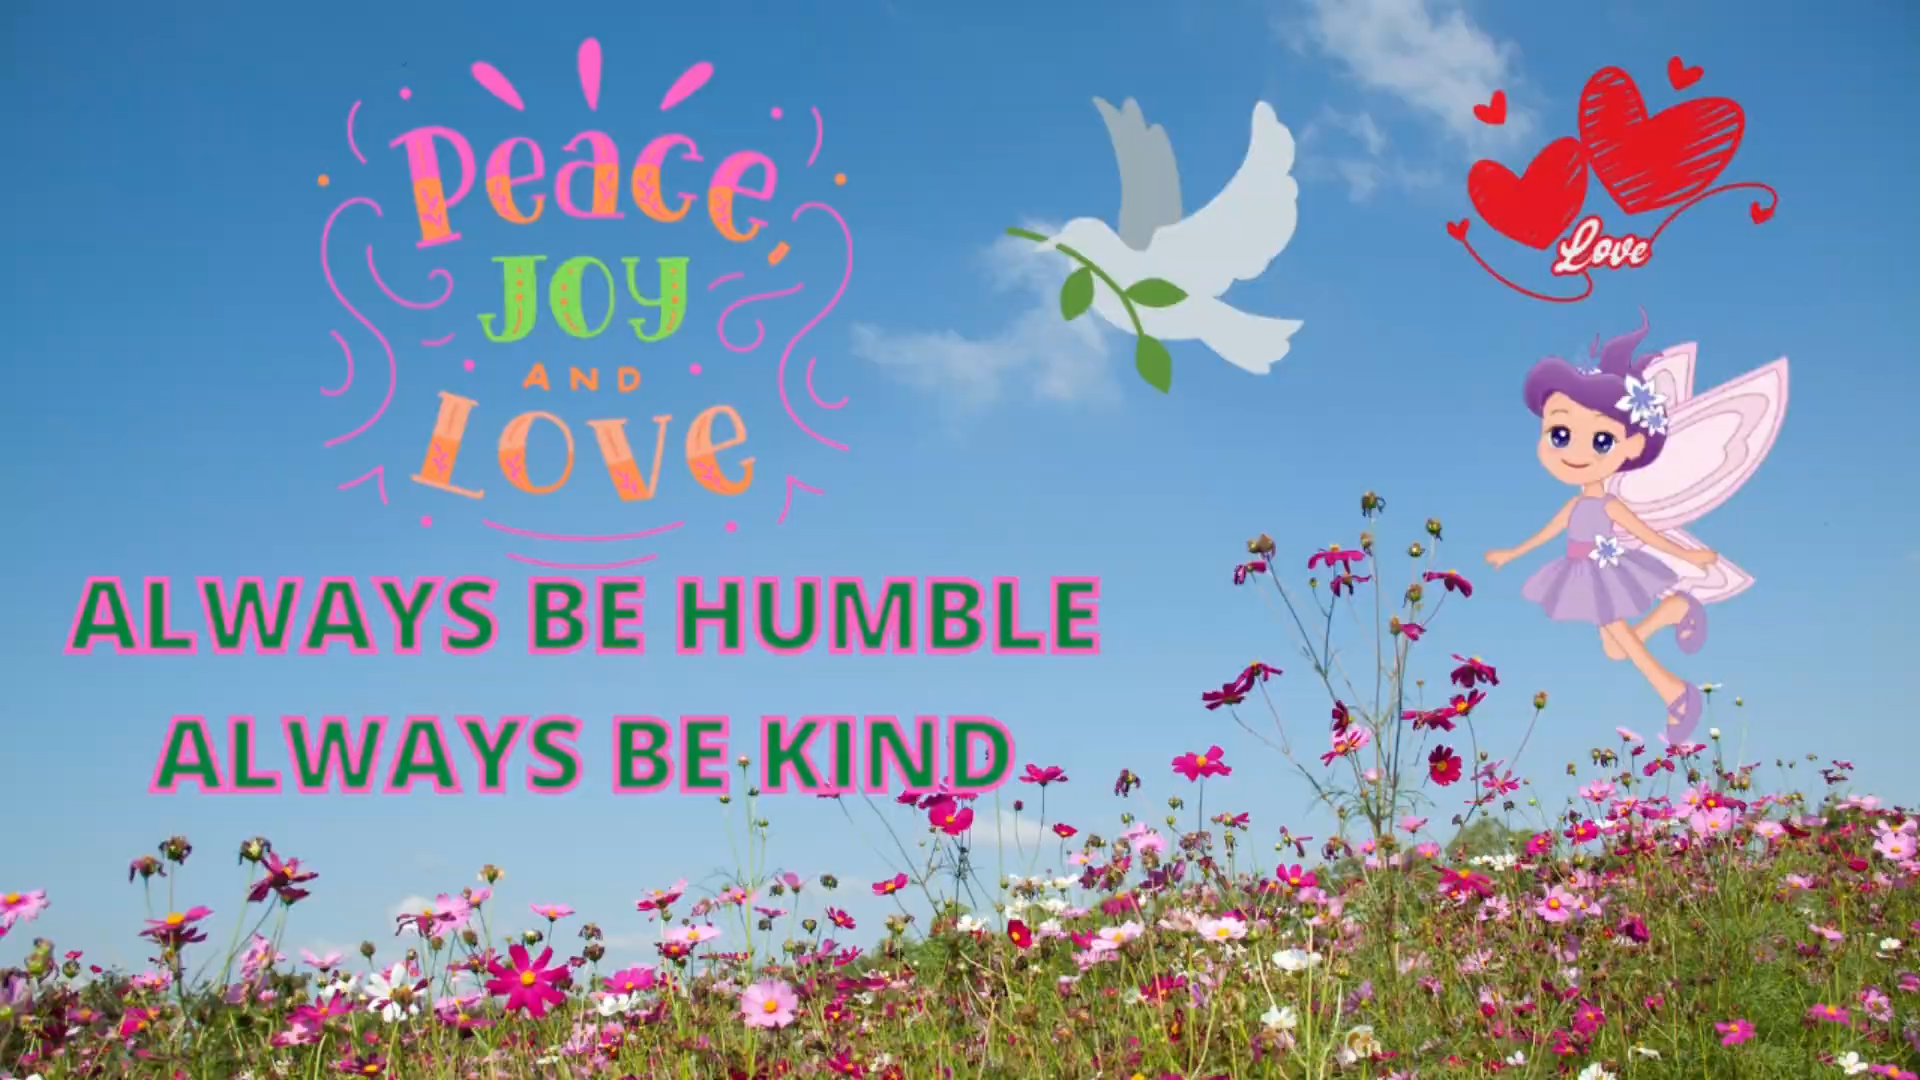 Peace,
JOY
AND
LOVE
Love
ALWAYS BE HUMBLE
ALWAYS BE KIND